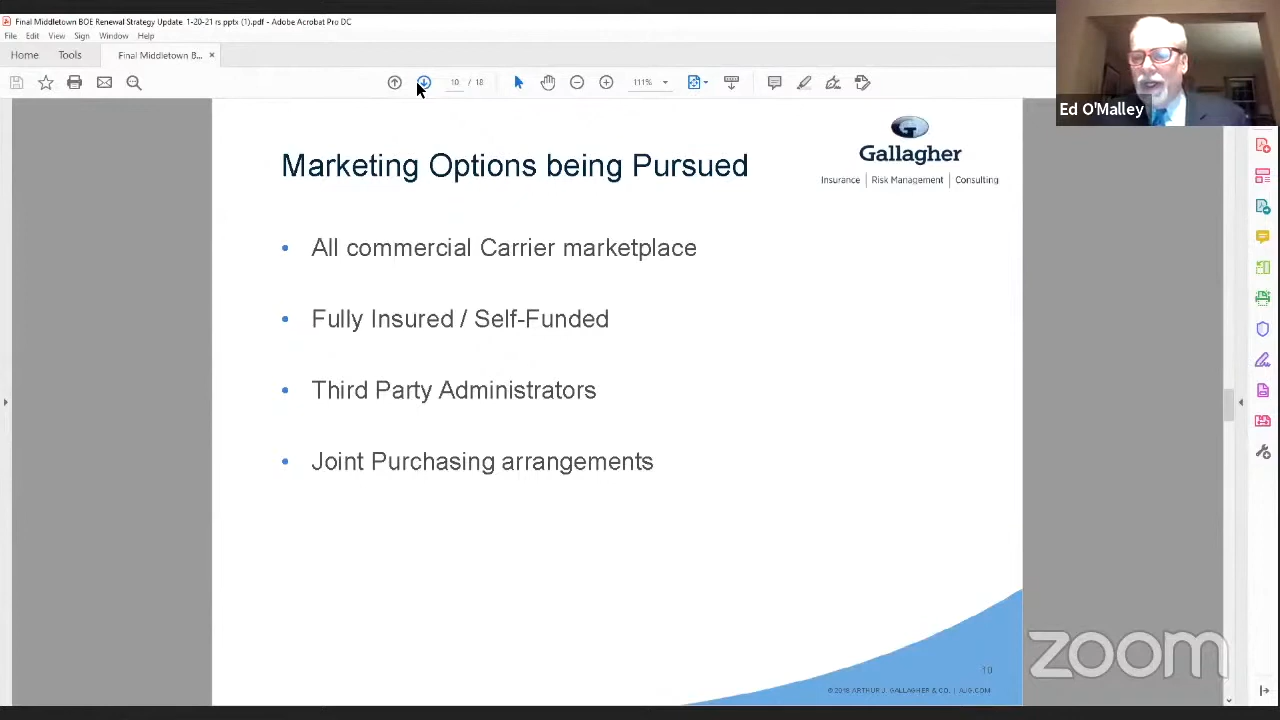 Final Middletown BOE Renewal Strategy Update 1-20-21 rs pptx (1).pdf - Adobe Acrobat Pro DC
File Edit View Sign Window Help
Home Tools Final Middletown B... ×
10 / 18 111%
Ed O'Malley
Gallagher
Insurance | Risk Management | Consulting
Marketing Options being Pursued
• All commercial Carrier marketplace
• Fully Insured / Self-Funded
• Third Party Administrators
• Joint Purchasing arrangements
zoom
10
© 2018 ARTHUR J. GALLAGHER & CO. | AJG.COM